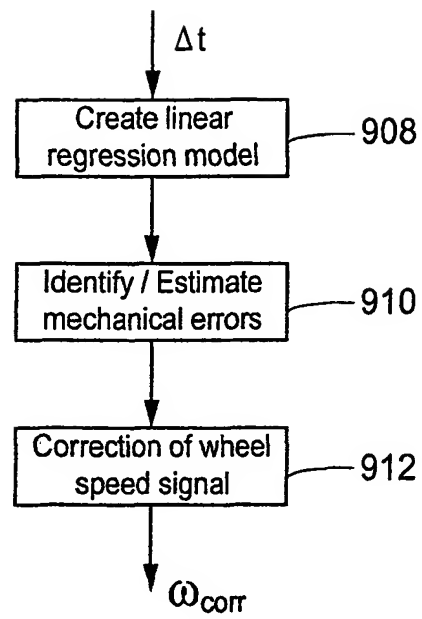 Δt
Create linear
regression model
908
Identify / Estimate
mechanical errors
910
Correction of wheel
speed signal
912
ωcorr